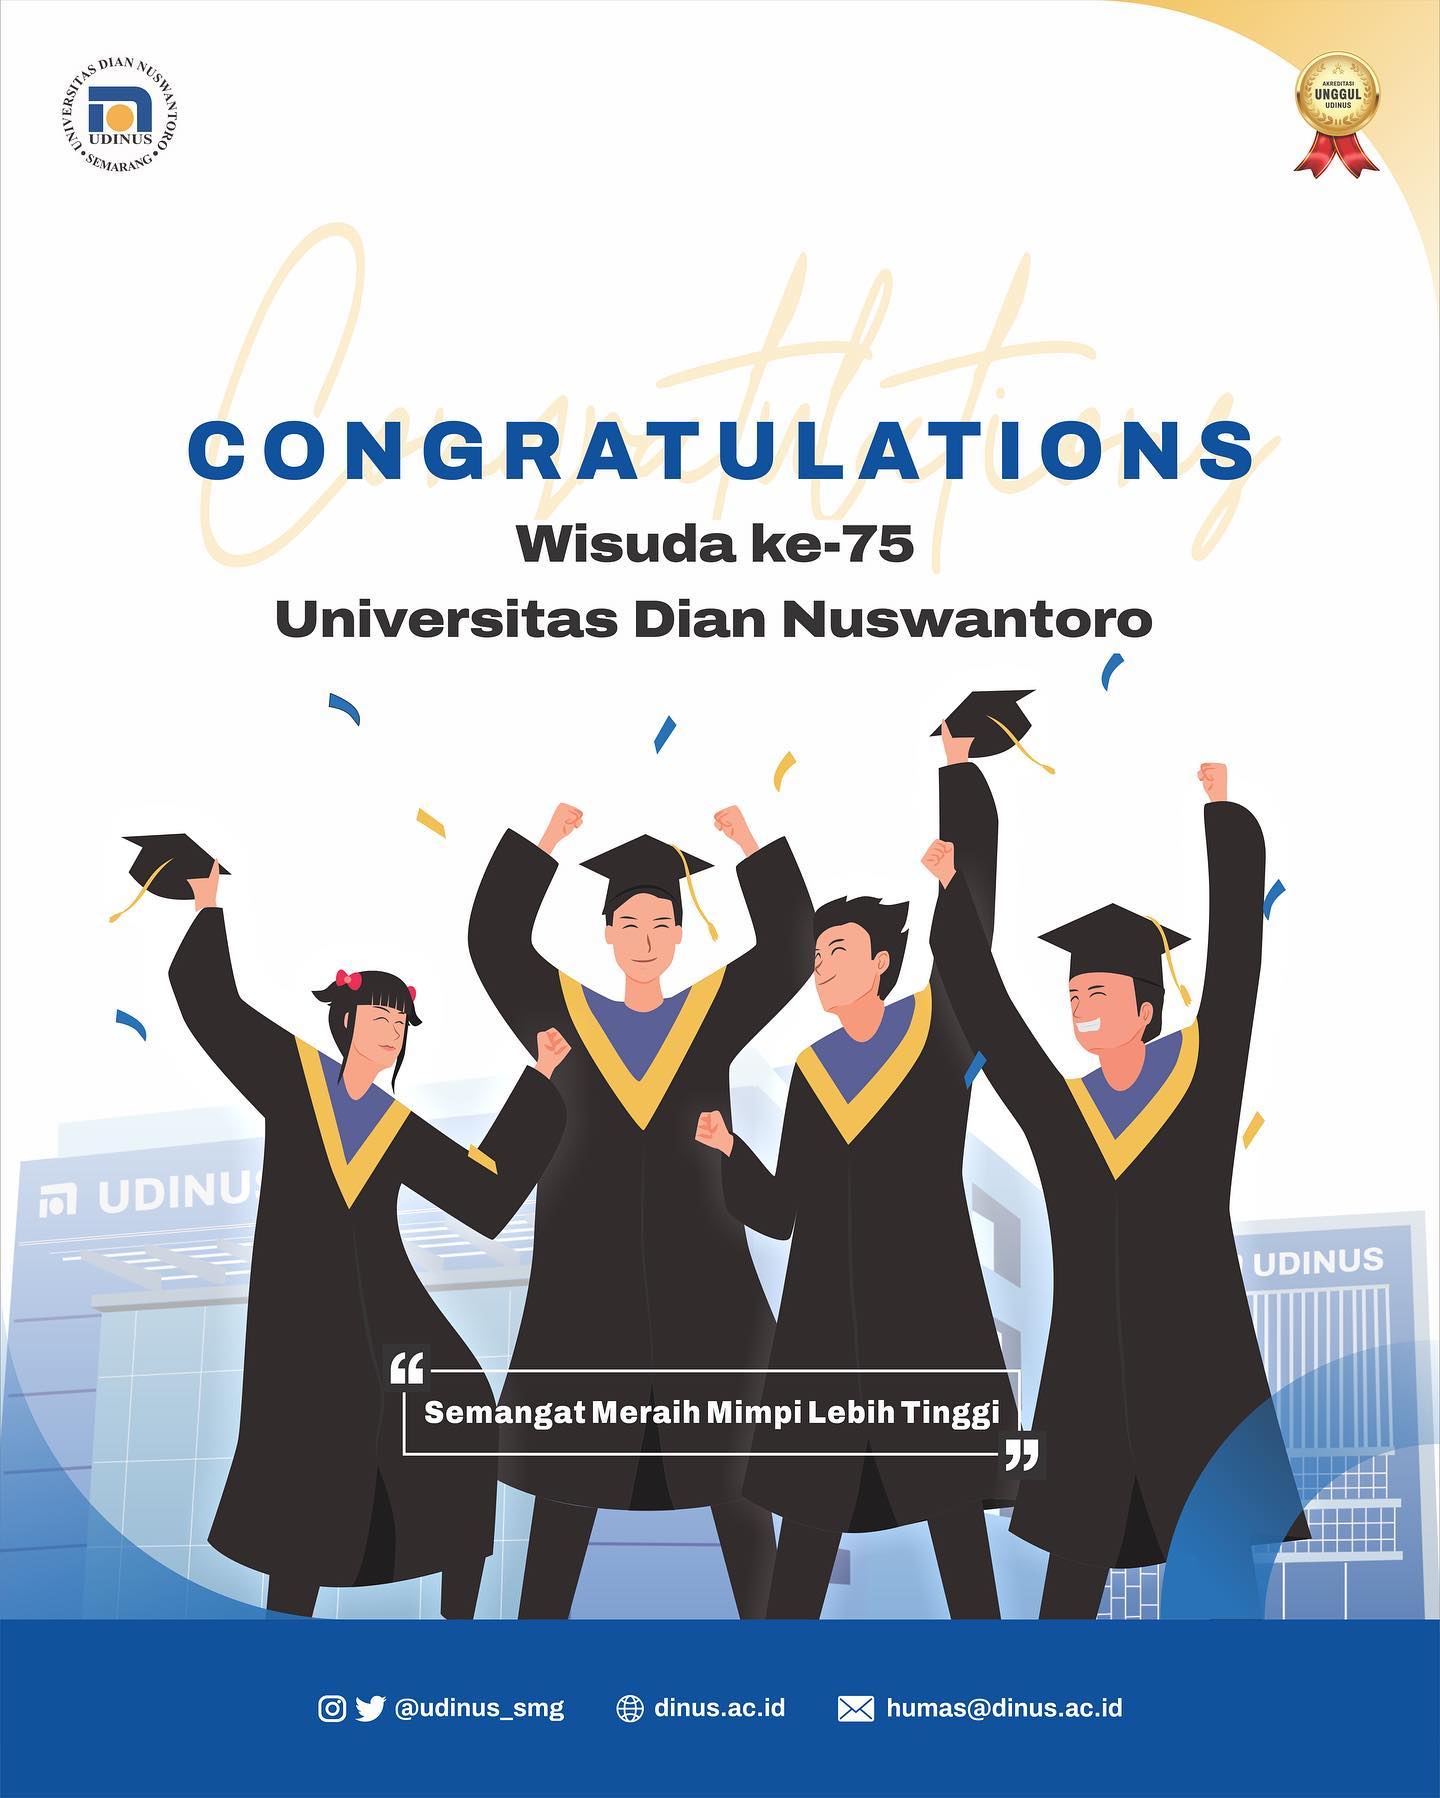 UNIVERSITAS DIAN NUSWANTORO
UDINUS
• SEMARANG •
AKREDITASI
UNGGUL
UDINUS
Congratulations
CONGRATULATIONS
Wisuda ke-75
Universitas Dian Nuswantoro
UDINUS
UDINUS
“Semangat Meraih Mimpi Lebih Tinggi”
@udinus_smg dinus.ac.id humas@dinus.ac.id